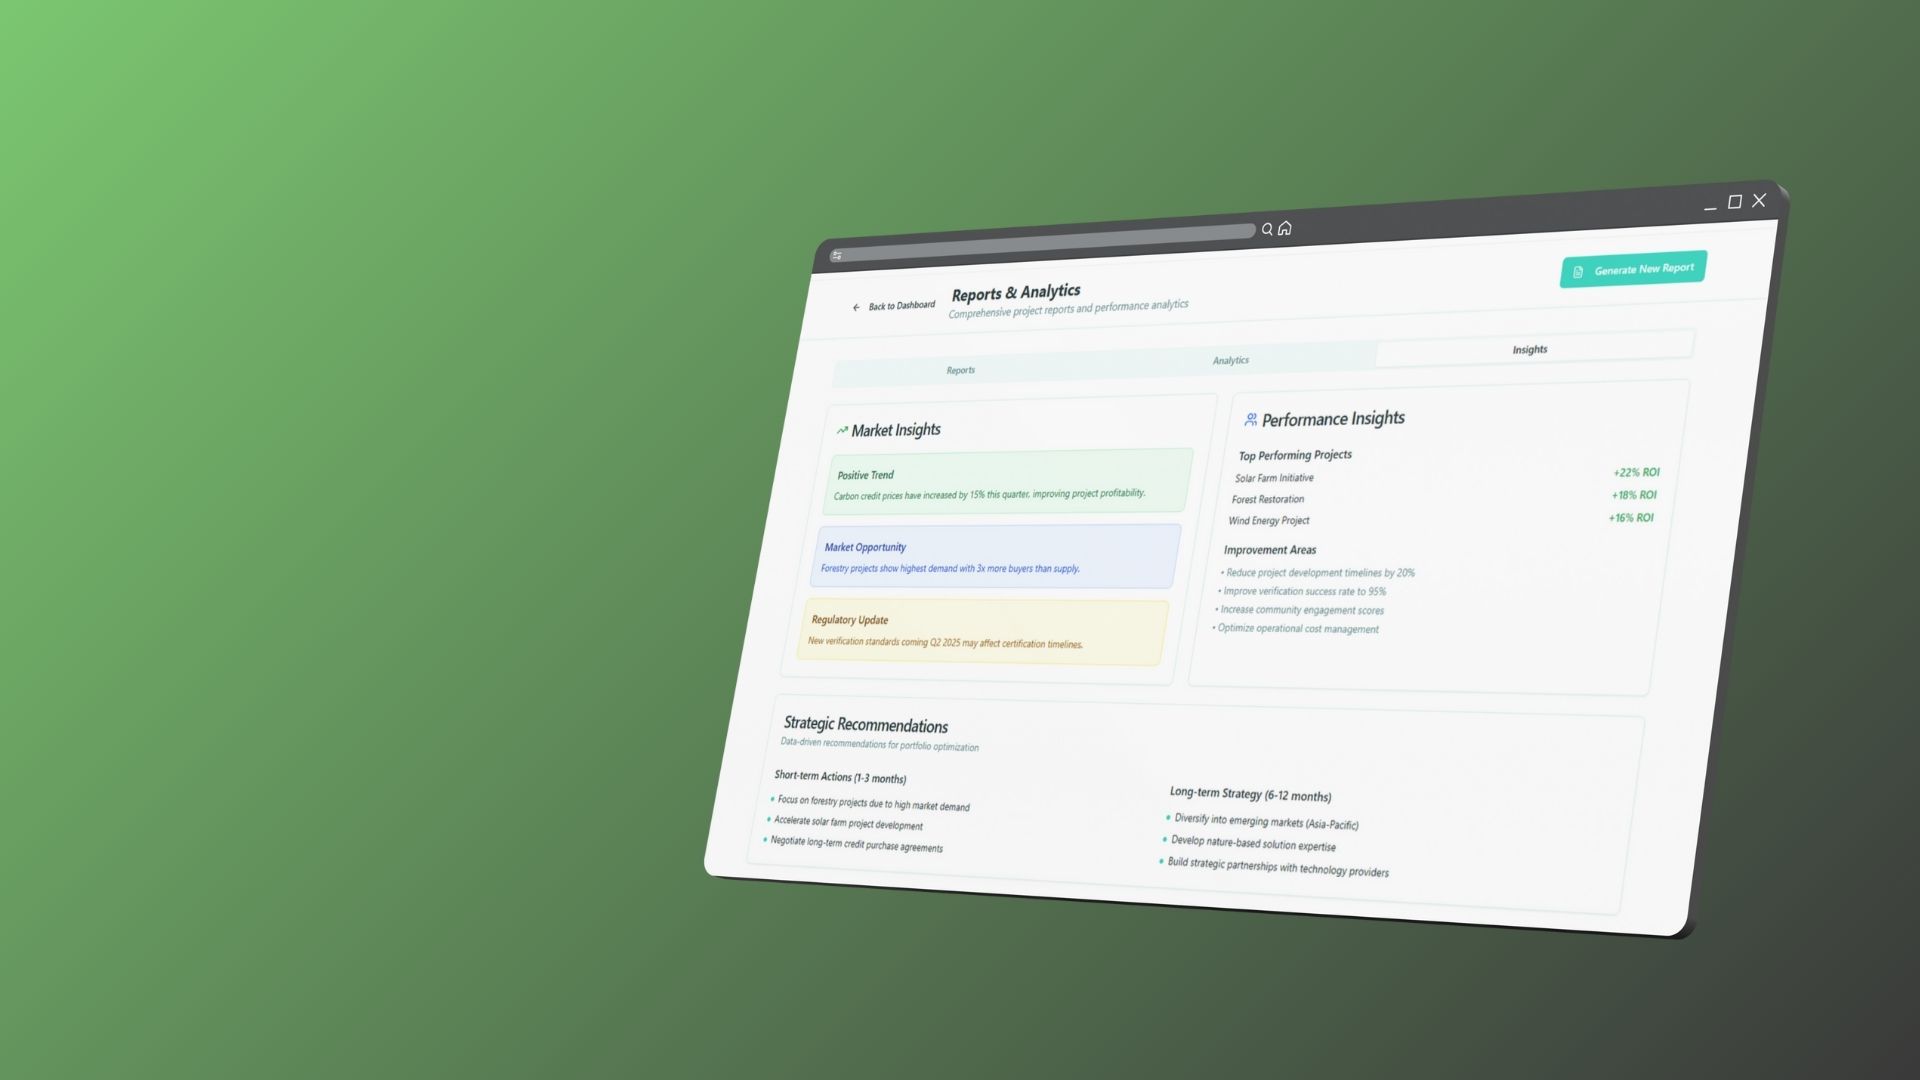 Back to Dashboard
Reports & Analytics
Comprehensive project reports and performance analytics
Generate New Report
Reports
Analytics
Insights
Market Insights
Positive Trend
Carbon credit prices have increased by 15% this quarter, improving project profitability.
Market Opportunity
Forestry projects show highest demand with 3x more buyers than supply.
Regulatory Update
New verification standards coming Q2 2025 may affect certification timelines.
Performance Insights
Top Performing Projects
Solar Farm Initiative +22% ROI
Forest Restoration +18% ROI
Wind Energy Project +16% ROI
Improvement Areas
• Reduce project development timelines by 20%
• Improve verification success rate to 95%
• Increase community engagement scores
• Optimize operational cost management
Strategic Recommendations
Data-driven recommendations for portfolio optimization
Short-term Actions (1-3 months)
• Focus on forestry projects due to high market demand
• Accelerate solar farm project development
• Negotiate long-term credit purchase agreements
Long-term Strategy (6-12 months)
• Diversify into emerging markets (Asia-Pacific)
• Develop nature-based solution expertise
• Build strategic partnerships with technology providers